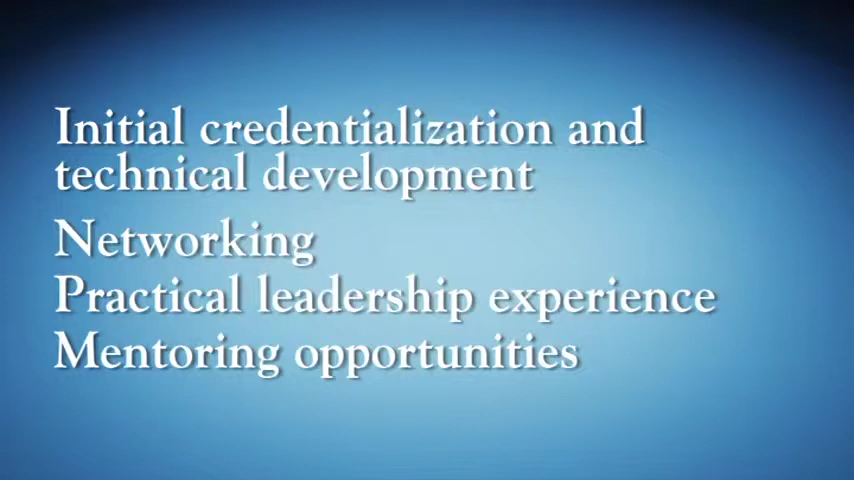 Initial credentialization and
technical development
Networking
Practical leadership experience
Mentoring opportunities